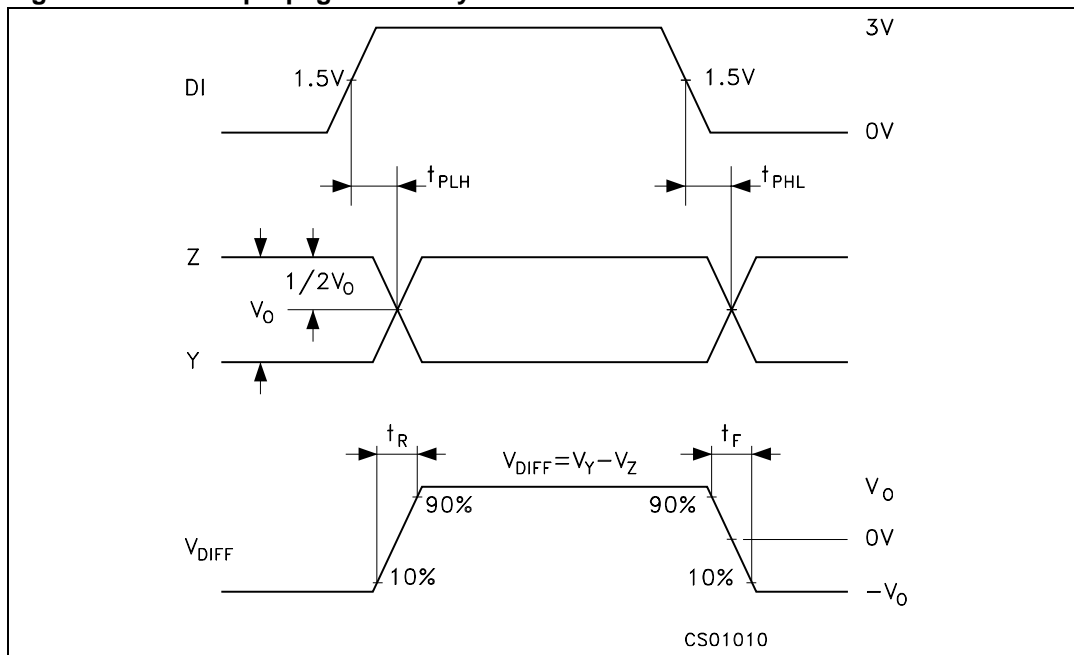 3V
DI
1.5V
1.5V
0V
tPLH
tPHL
Z
1/2VO
VO
Y
tR
tF
VDIFF=VY-VZ
VO
90%
90%
VDIFF
0V
10%
10%
-VO
CS01010